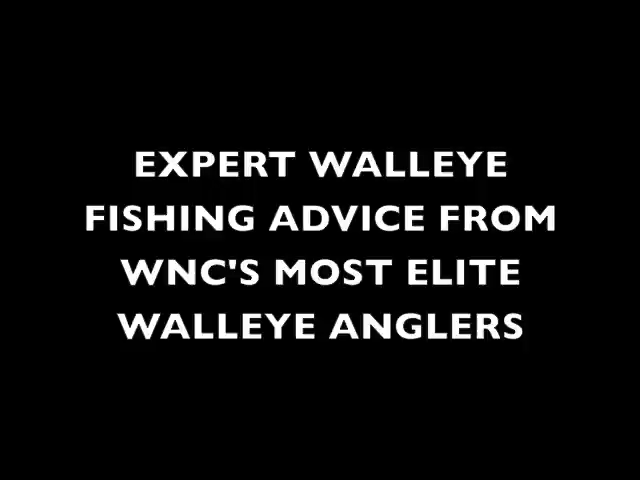 EXPERT WALLEYE
FISHING ADVICE FROM
WNC'S MOST ELITE
WALLEYE ANGLERS